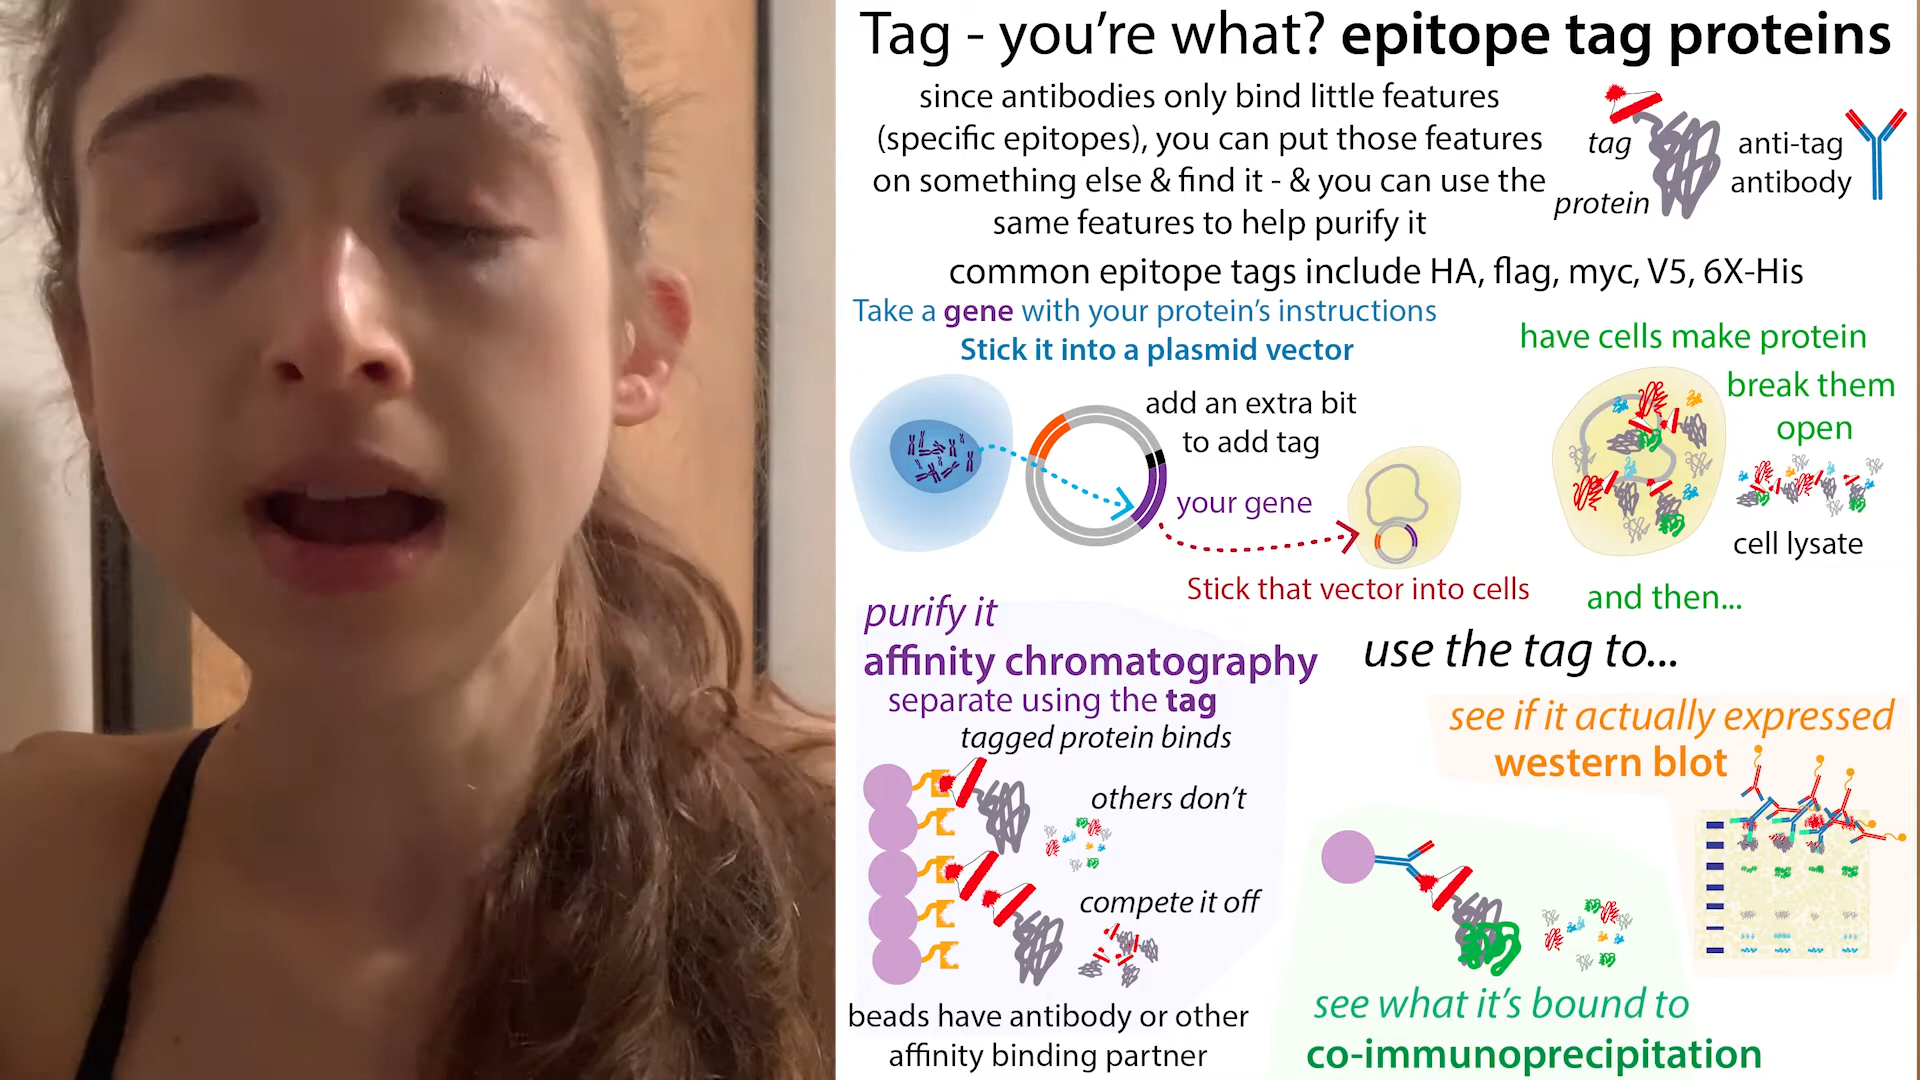 Tag - you're what? epitope tag proteins
since antibodies only bind little features
(specific epitopes), you can put those features
on something else & find it - & you can use the
same features to help purify it
tag
protein
anti-tag
antibody
common epitope tags include HA, flag, myc, V5, 6X-His
Take a gene with your protein's instructions
Stick it into a plasmid vector
add an extra bit
to add tag
your gene
Stick that vector into cells
have cells make protein
break them
open
cell lysate
and then...
use the tag to...
purify it
affinity chromatography
separate using the tag
tagged protein binds
others don't
compete it off
beads have antibody or other
affinity binding partner
see if it actually expressed
western blot
see what it's bound to
co-immunoprecipitation